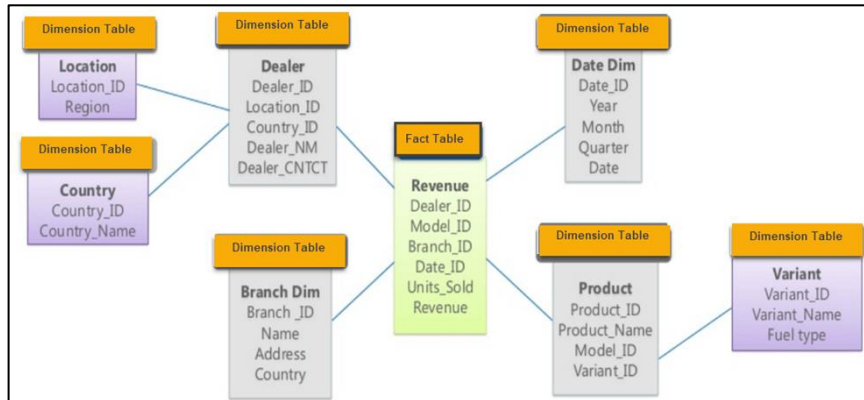 Dimension Table
Location
Location_ID
Region
Dimension Table
Dealer
Dealer_ID
Location_ID
Country_ID
Dealer_NM
Dealer_CNTCT
Dimension Table
Date Dim
Date_ID
Year
Month
Quarter
Date
Dimension Table
Country
Country_ID
Country_Name
Fact Table
Revenue
Dealer_ID
Model_ID
Branch_ID
Date_ID
Units_Sold
Revenue
Dimension Table
Branch Dim
Branch _ID
Name
Address
Country
Dimension Table
Product
Product_ID
Product_Name
Model_ID
Variant_ID
Dimension Table
Variant
Variant_ID
Variant_Name
Fuel type